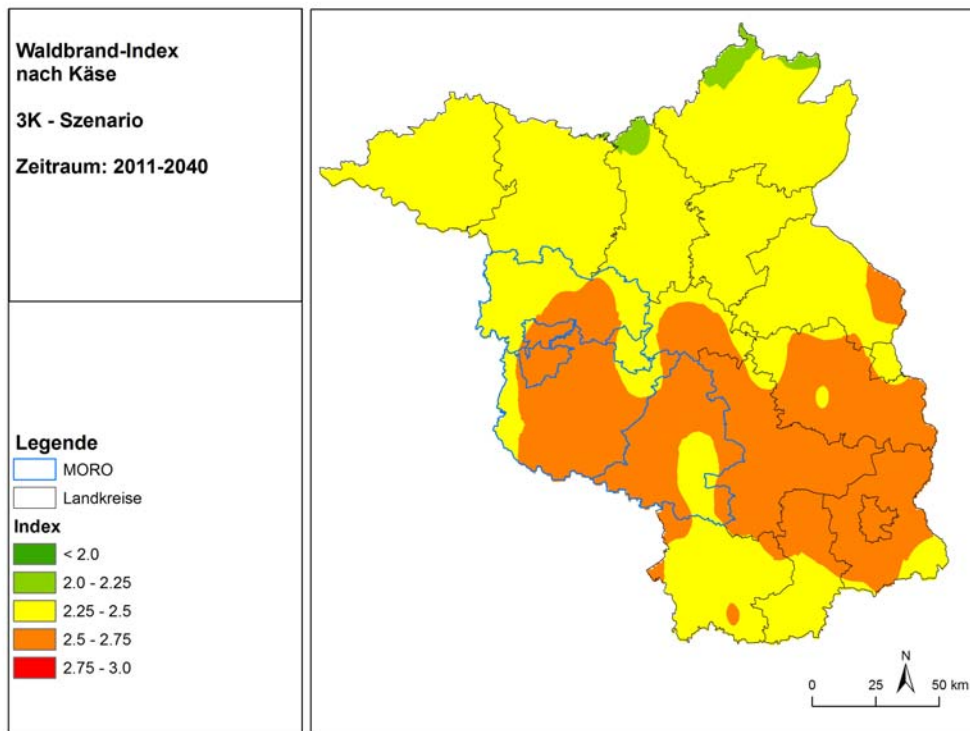 Waldbrand-Index
nach Käse
3K - Szenario
Zeitraum: 2011-2040
Legende
MORO
Landkreise
Index
< 2.0
2.0 - 2.25
2.25 - 2.5
2.5 - 2.75
2.75 - 3.0
N
0 25 50 km